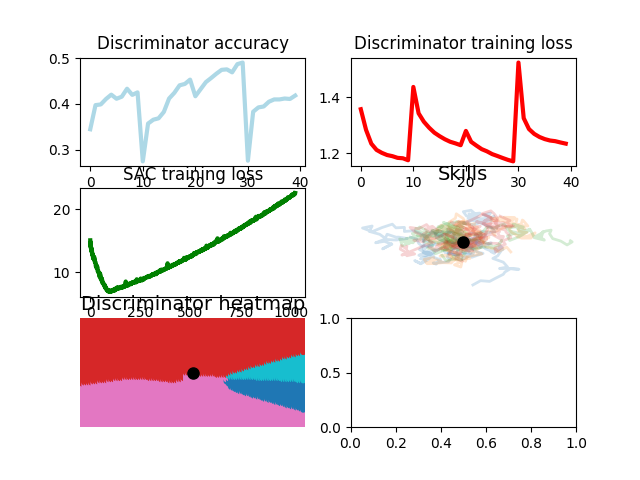 Discriminator accuracy
0.5
0.4
0.3
0 10 20 30 40
Discriminator training loss
1.4
1.2
0 10 20 30 40
SAC training loss
20
10
0 250 500 750 1000
Skills
Discriminator heatmap
1.0
0.5
0.0
0.0 0.2 0.4 0.6 0.8 1.0